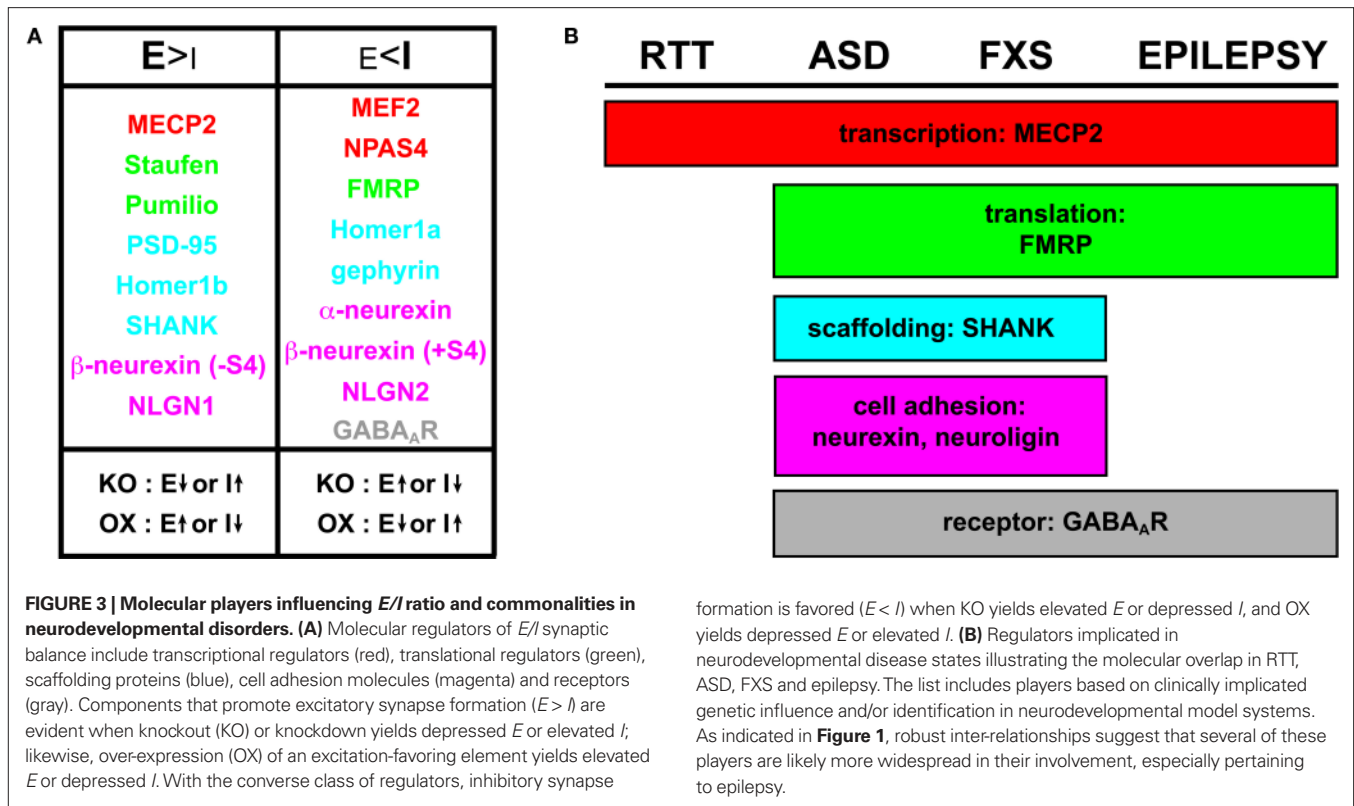 A
E>I
E<I
MECP2
Staufen
Pumilio
PSD-95
Homer1b
SHANK
β-neurexin (-S4)
NLGN1
MEF2
NPAS4
FMRP
Homer1a
gephyrin
α-neurexin
β-neurexin (+S4)
NLGN2
GABA_AR
KO : E↓ or I↑
OX : E↑ or I↓
KO : E↑ or I↓
OX : E↓ or I↑
B
RTT ASD FXS EPILEPSY
transcription: MECP2
translation:
FMRP
scaffolding: SHANK
cell adhesion:
neurexin, neuroligin
receptor: GABA_AR
FIGURE 3 | Molecular players influencing E/I ratio and commonalities in
neurodevelopmental disorders. (A) Molecular regulators of E/I synaptic
balance include transcriptional regulators (red), translational regulators (green),
scaffolding proteins (blue), cell adhesion molecules (magenta) and receptors
(gray). Components that promote excitatory synapse formation (E > I) are
evident when knockout (KO) or knockdown yields depressed E or elevated I;
likewise, over-expression (OX) of an excitation-favoring element yields elevated
E or depressed I. With the converse class of regulators, inhibitory synapse
formation is favored (E < I) when KO yields elevated E or depressed I, and OX
yields depressed E or elevated I. (B) Regulators implicated in
neurodevelopmental disease states illustrating the molecular overlap in RTT,
ASD, FXS and epilepsy. The list includes players based on clinically implicated
genetic influence and/or identification in neurodevelopmental model systems.
As indicated in Figure 1, robust inter-relationships suggest that several of these
players are likely more widespread in their involvement, especially pertaining
to epilepsy.